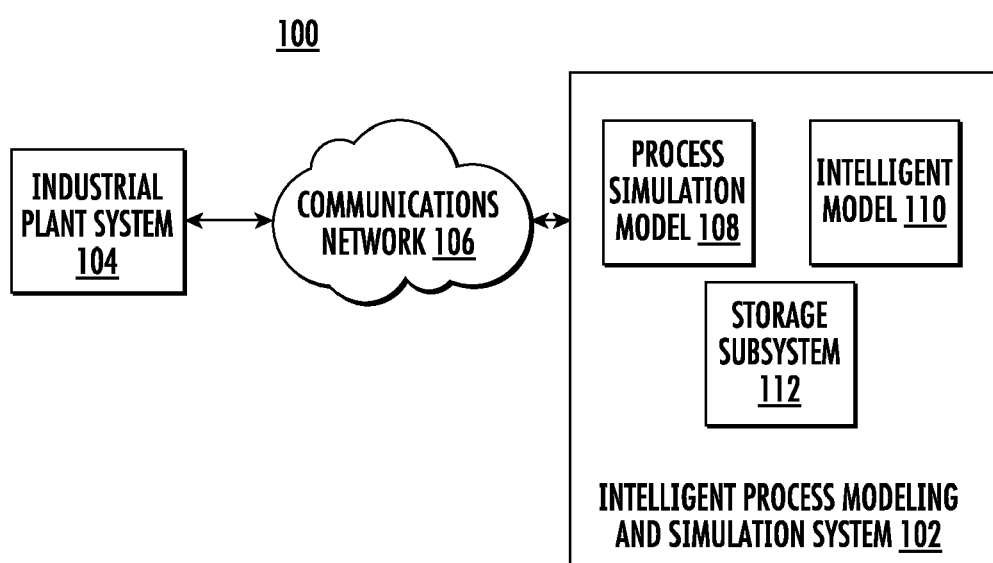 100
INDUSTRIAL
PLANT SYSTEM
104
COMMUNICATIONS
NETWORK 106
PROCESS
SIMULATION
MODEL 108
INTELLIGENT
MODEL 110
STORAGE
SUBSYSTEM
112
INTELLIGENT PROCESS MODELING
AND SIMULATION SYSTEM 102